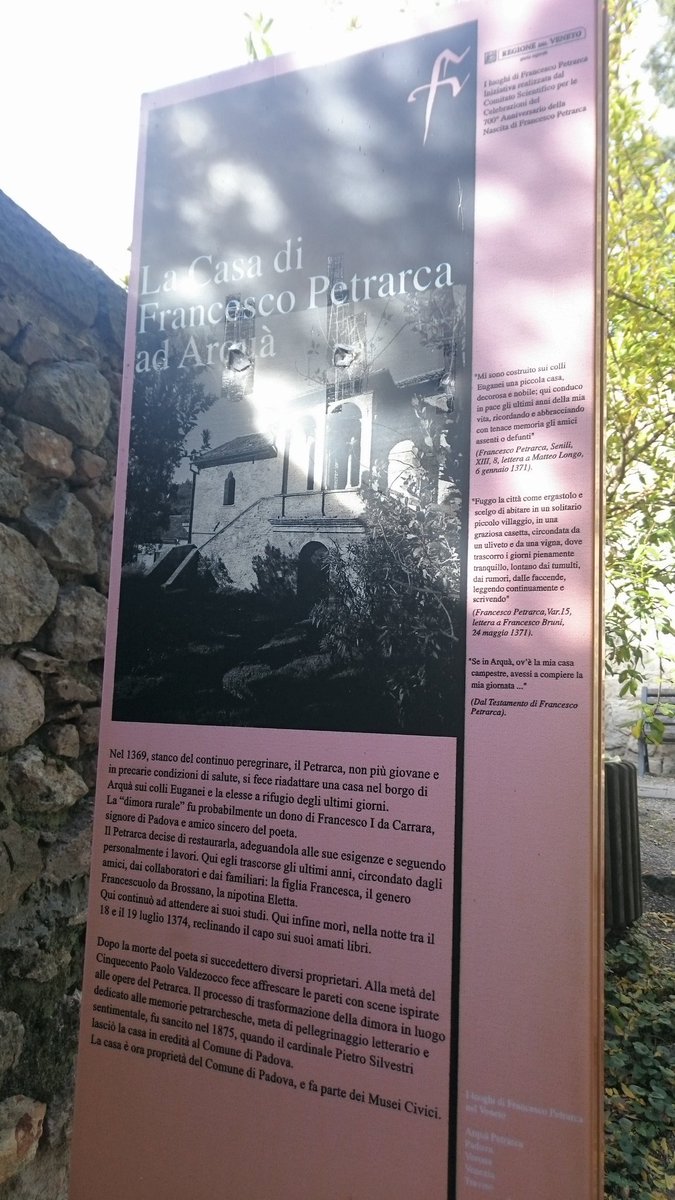 La Casa di
Francesco Petrarca
ad Arquà
REGIONE DEL VENETO
I luoghi di Francesco Petrarca
Iniziativa realizzata dal
Comitato Scientifico per le
Celebrazioni del
700° Anniversario della
Nascita di Francesco Petrarca
"Mi sono costruito sui colli
Euganei una piccola casa,
decorosa e nobile; qui conduco
in pace gli ultimi anni della mia
vita, ricordando e abbracciando
con tenace memoria gli amici
assenti o defunti"
(Francesco Petrarca, Senili,
XIII, 8, lettera a Matteo Longo,
6 gennaio 1371).
"Fuggo la città come ergastolo e
scelgo di abitare in un solitario
piccolo villaggio, in una
graziosa casetta, circondata da
un uliveto e da una vigna, dove
trascorro i giorni pienamente
tranquillo, lontano dai tumulti,
dai rumori, dalle faccende,
leggendo continuamente e
scrivendo"
(Francesco Petrarca,Var.15,
lettera a Francesco Bruni,
24 maggio 1371).
"Se in Arquà, ov'è la mia casa
campestre, avessi a compiere la
mia giornata ..."
(Dal Testamento di Francesco
Petrarca).
Nel 1369, stanco del continuo peregrinare, il Petrarca, non più giovane e
in precarie condizioni di salute, si fece riadattare una casa nel borgo di
Arquà sui colli Euganei e la elesse a rifugio degli ultimi giorni.
La "dimora rurale" fu probabilmente un dono di Francesco I da Carrara,
signore di Padova e amico sincero del poeta.
Il Petrarca decise di restaurarla, adeguandola alle sue esigenze e seguendo
personalmente i lavori. Qui egli trascorse gli ultimi anni, circondato dagli
amici, dai collaboratori e dai familiari: la figlia Francesca, il genero
Francescuolo da Brossano, la nipotina Eletta.
Qui continuò ad attendere ai suoi studi. Qui infine morì, nella notte tra il
18 e il 19 luglio 1374, reclinando il capo sui suoi amati libri.
Dopo la morte del poeta si succedettero diversi proprietari. Alla metà del
Cinquecento Paolo Valdezocco fece affrescare le pareti con scene ispirate
alle opere del Petrarca. Il processo di trasformazione della dimora in luogo
dedicato alle memorie petrarchesche, meta di pellegrinaggio letterario e
sentimentale, fu sancito nel 1875, quando il cardinale Pietro Silvestri
lasciò la casa in eredità al Comune di Padova.
La casa è ora proprietà del Comune di Padova, e fa parte dei Musei Civici.
I luoghi di Francesco Petrarca
nel Veneto
Arquà Petrarca
Padova
Verona
Venezia
Treviso